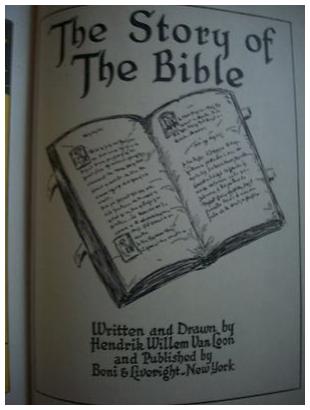 The Story of
The Bible
Written and Drawn by
Hendrik Willem Van Loon
and Published by
Boni & Liveright-New York